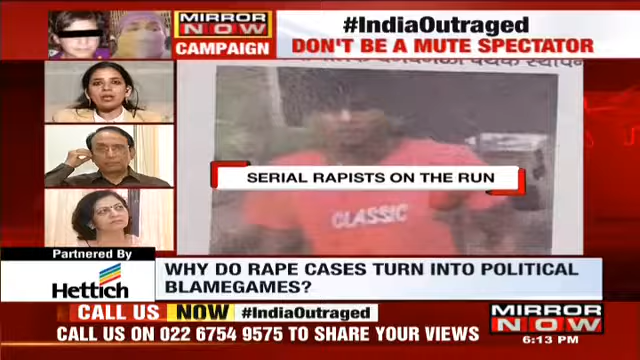 MIRROR
NOW
CAMPAIGN
#IndiaOutraged
DON'T BE A MUTE SPECTATOR
SERIAL RAPISTS ON THE RUN
CLASSIC
Partnered By
Hettich
WHY DO RAPE CASES TURN INTO POLITICAL
BLAMEGAMES?
CALL US NOW #IndiaOutraged
CALL US ON 022 6754 9575 TO SHARE YOUR VIEWS
MIRROR
NOW
6:13 PM